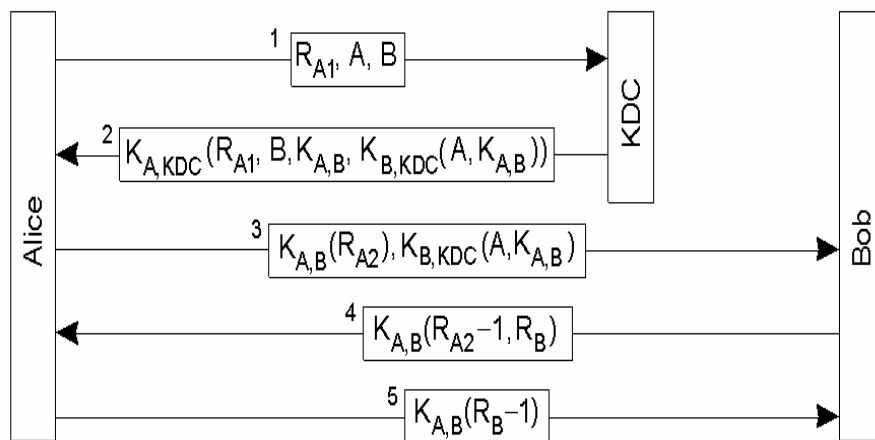 1
R_A1, A, B
KDC
2
K_A,KDC(R_A1, B,K_A,B, K_B,KDC(A,K_A,B))
Alice
3
K_A,B(R_A2),K_B,KDC(A,K_A,B)
Bob
4
K_A,B(R_A2−1,R_B)
5
K_A,B(R_B−1)